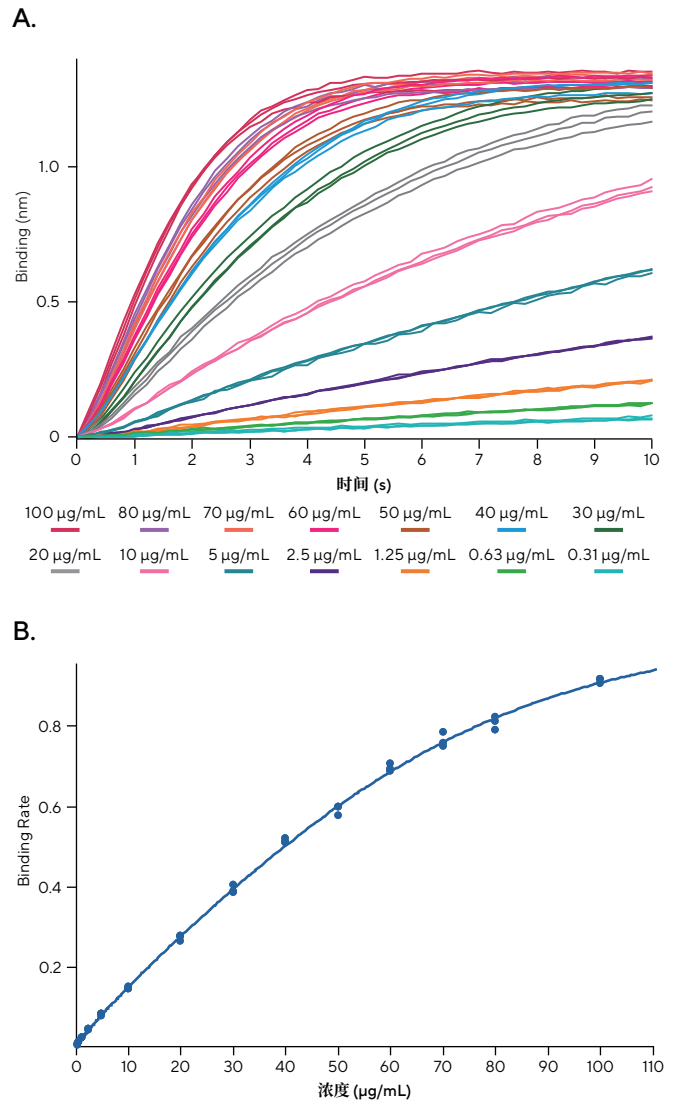 A.
Binding (nm)
1.0
0.5
0
0 1 2 3 4 5 6 7 8 9 10
时间 (s)
100 µg/mL 80 µg/mL 70 µg/mL 60 µg/mL 50 µg/mL 40 µg/mL 30 µg/mL
20 µg/mL 10 µg/mL 5 µg/mL 2.5 µg/mL 1.25 µg/mL 0.63 µg/mL 0.31 µg/mL
B.
Binding Rate
0.8
0.6
0.4
0.2
0 10 20 30 40 50 60 70 80 90 100 110
浓度 (µg/mL)